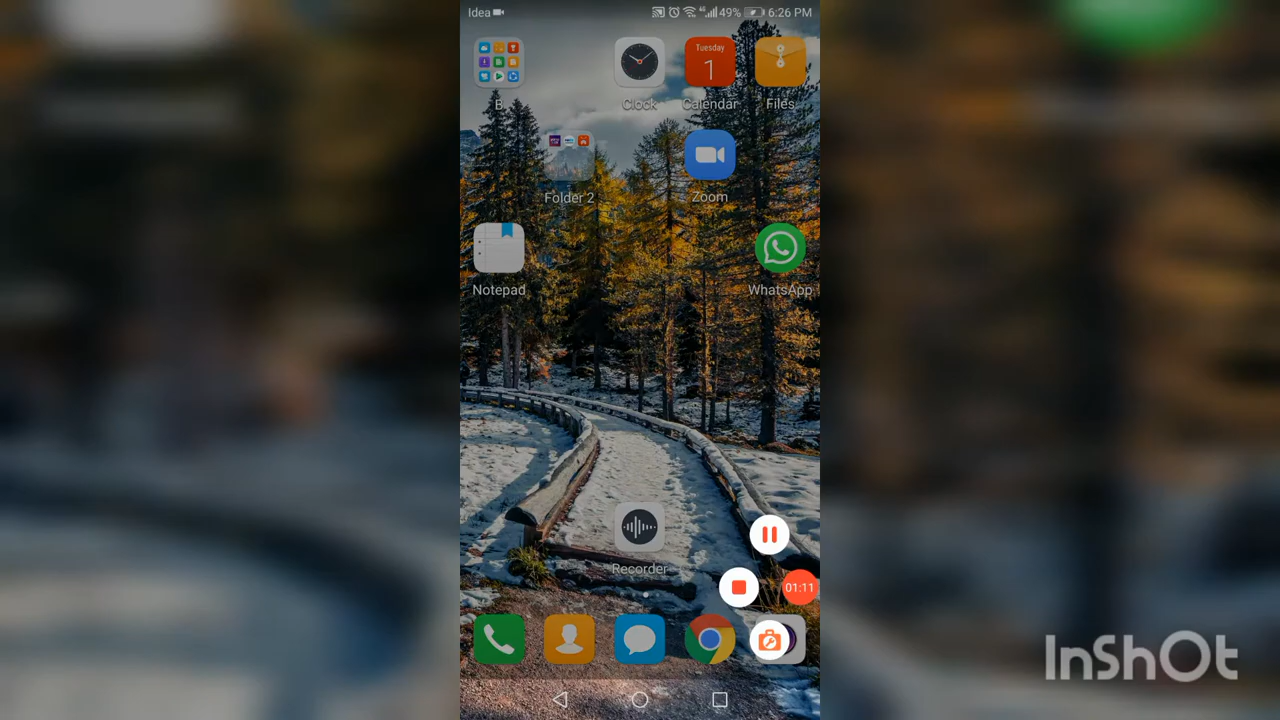 Idea 4G 49% 6:26 PM
Tuesday
1
B Clock Calendar Files
Folder 2 Zoom
Notepad WhatsApp
Recorder
01:11
InShOt